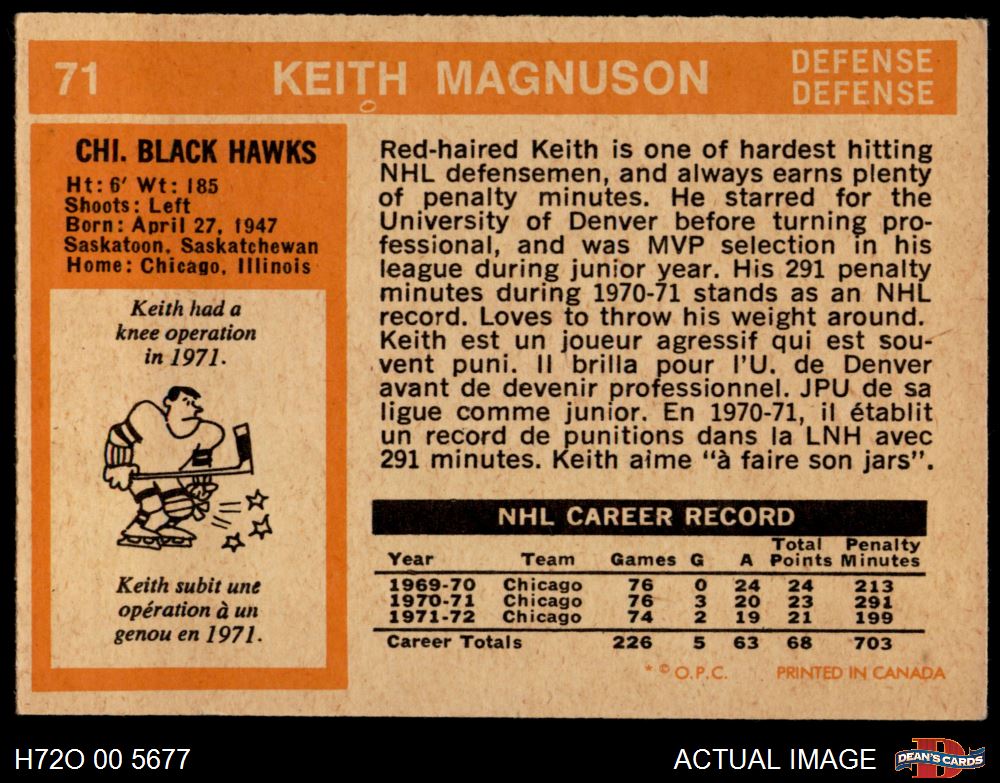 71 KEITH MAGNUSON DEFENSE
DEFENSE
CHI. BLACK HAWKS
Ht: 6' Wt: 185
Shoots: Left
Born: April 27, 1947
Saskatoon, Saskatchewan
Home: Chicago, Illinois
Keith had a
knee operation
in 1971.
Keith subit une
opération à un
genou en 1971.
Red-haired Keith is one of hardest hitting
NHL defensemen, and always earns plenty
of penalty minutes. He starred for the
University of Denver before turning pro-
fessional, and was MVP selection in his
league during junior year. His 291 penalty
minutes during 1970-71 stands as an NHL
record. Loves to throw his weight around.
Keith est un joueur agressif qui est sou-
vent puni. Il brilla pour l'U. de Denver
avant de devenir professionnel. JPU de sa
ligue comme junior. En 1970-71, il établit
un record de punitions dans la LNH avec
291 minutes. Keith aime "à faire son jars".
NHL CAREER RECORD
Year Team Games G A Total Points Penalty Minutes
1969-70 Chicago 76 0 24 24 213
1970-71 Chicago 76 3 20 23 291
1971-72 Chicago 74 2 19 21 199
Career Totals 226 5 63 68 703
* © O.P.C. PRINTED IN CANADA
H72O 00 5677 ACTUAL IMAGE D DEAN'S CARDS